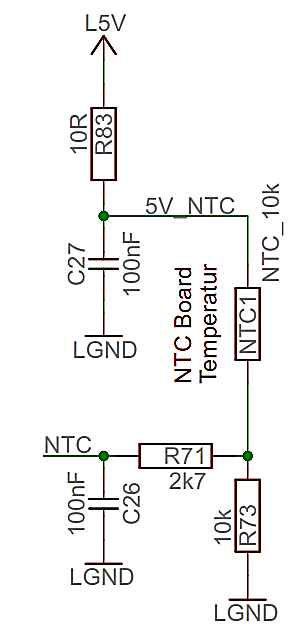 L5V
10R
R83
5V_NTC
C27
100nF
LGND
NTC_10k
NTC1
NTC Board
Temperatur
NTC
R71
2k7
100nF
C26
LGND
10k
R73
LGND